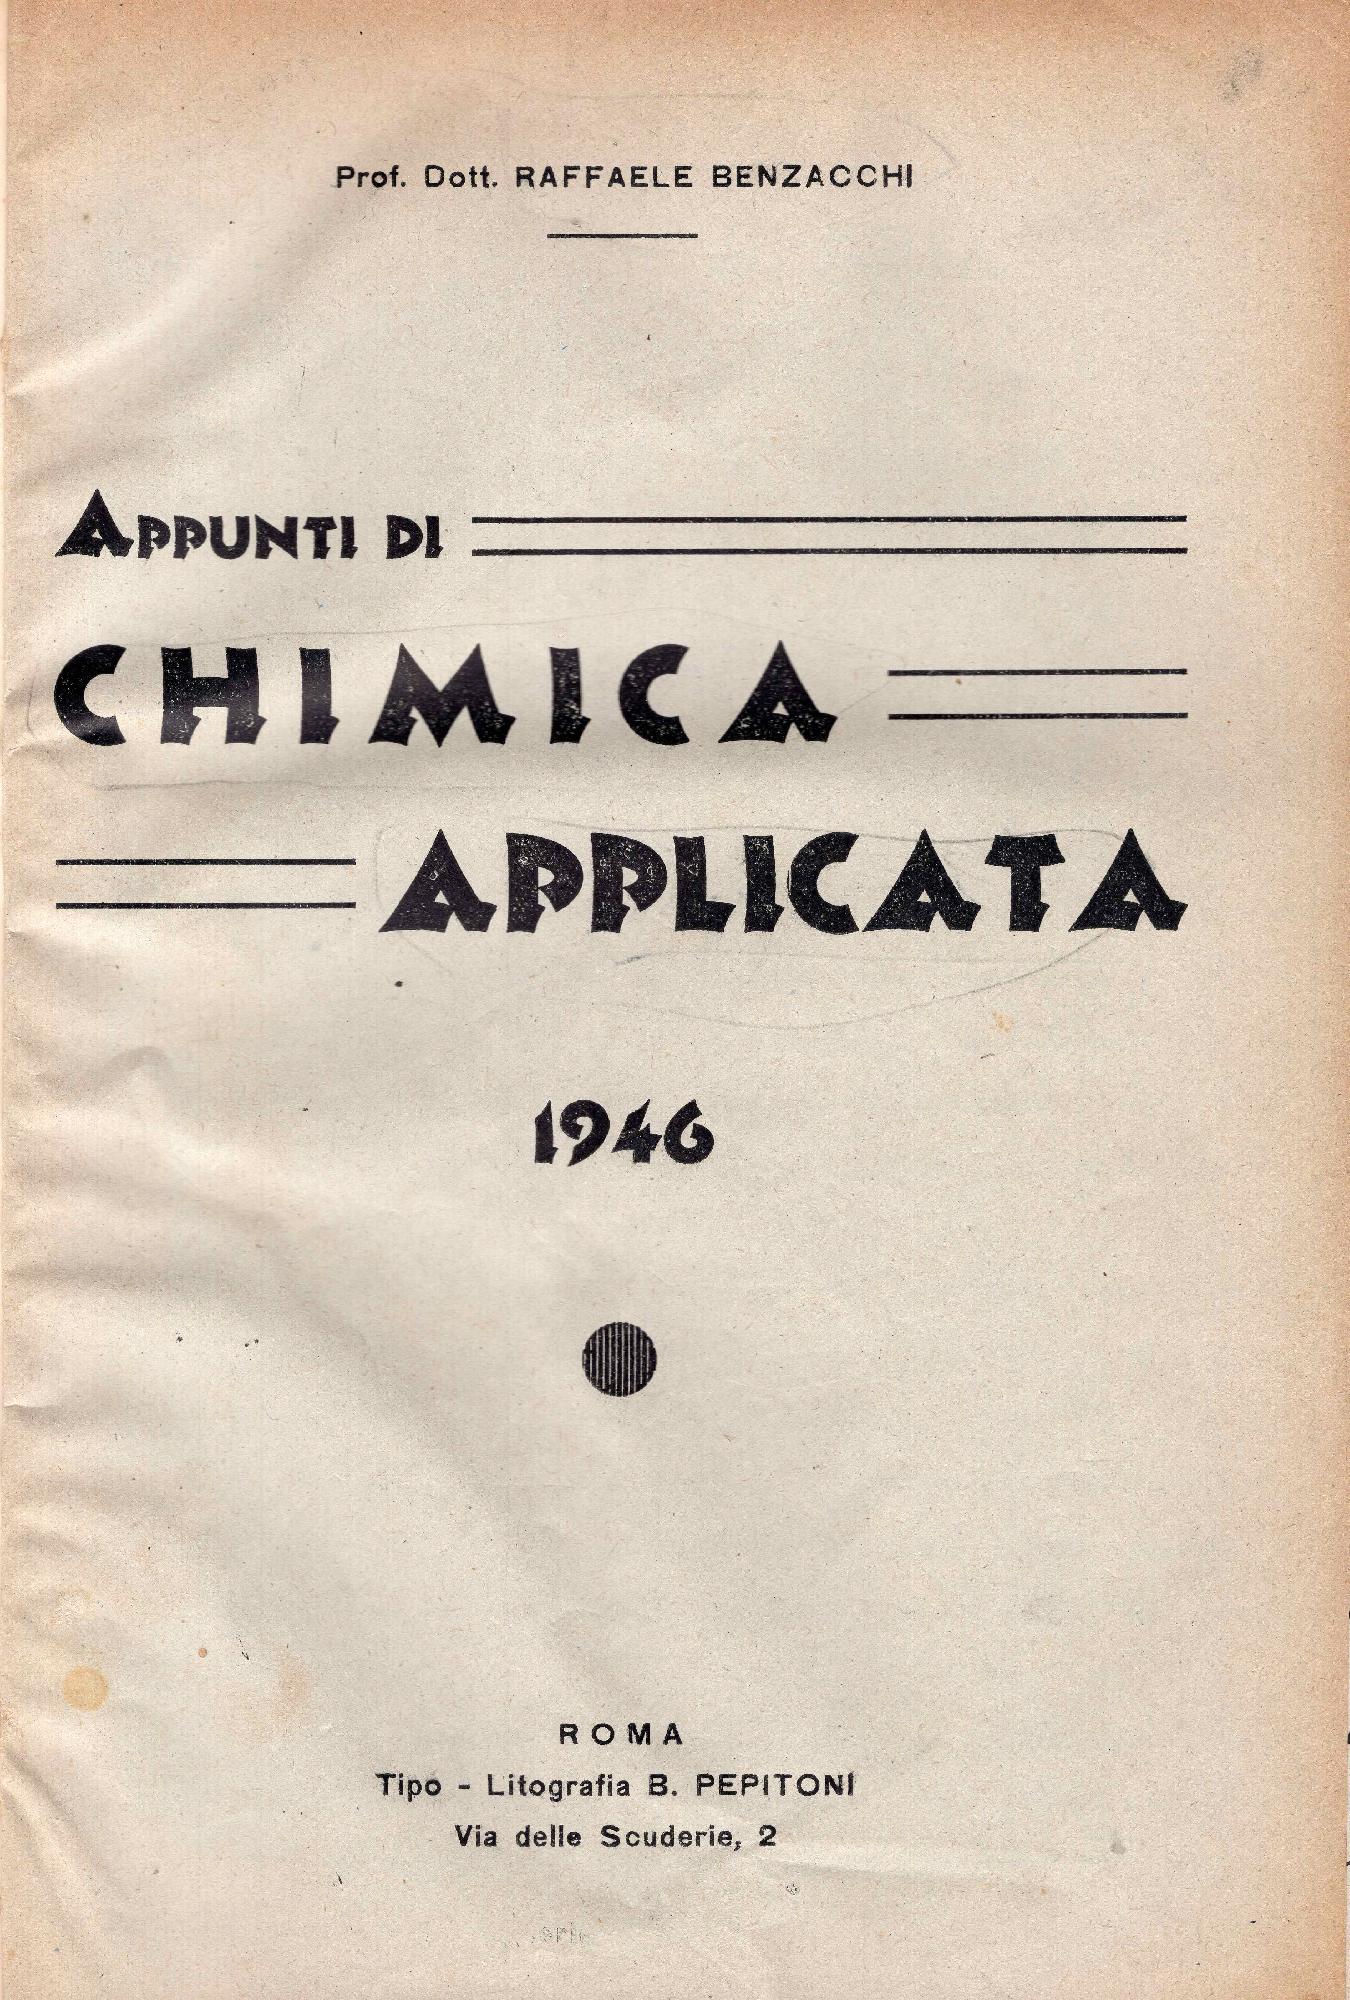 Prof. Dott. RAFFAELE BENZACCHI
APPUNTI DI
CHIMICA
APPLICATA
1946
ROMA
Tipo - Litografia B. PEPITONI
Via delle Scuderie, 2